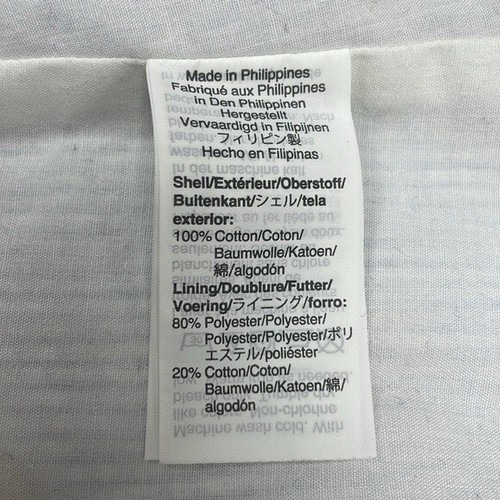 Made in Philippines
Fabriqué aux Philippines
in Den Philippinen
Hergestellt
Vervaardigd in Filipijnen
フィリピン製
Hecho en Filipinas
Shell/Extérieur/Oberstoff/
Buitenkant/シェル/tela
exterior:
100% Cotton/Coton/
Baumwolle/Katoen/
綿/algodón
Lining/Doublure/Futter/
Voering/ライニング/forro:
80% Polyester/Polyester/
Polyester/Polyester/ポリ
エステル/poliéster
20% Cotton/Coton/
Baumwolle/Katoen/綿/
algodón